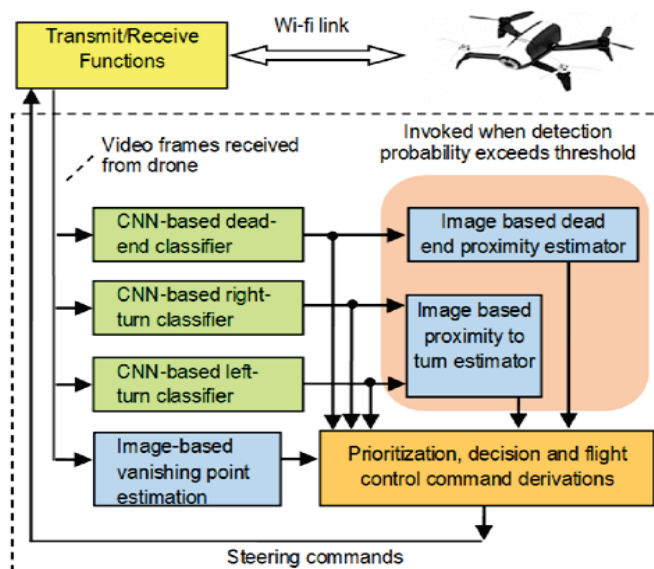 Transmit/Receive
Functions
Wi-fi link
Video frames received
from drone
Invoked when detection
probability exceeds threshold
CNN-based dead-
end classifier
Image based dead
end proximity estimator
CNN-based right-
turn classifier
Image based
proximity to
turn estimator
CNN-based left-
turn classifier
Image-based
vanishing point
estimation
Prioritization, decision and flight
control command derivations
Steering commands